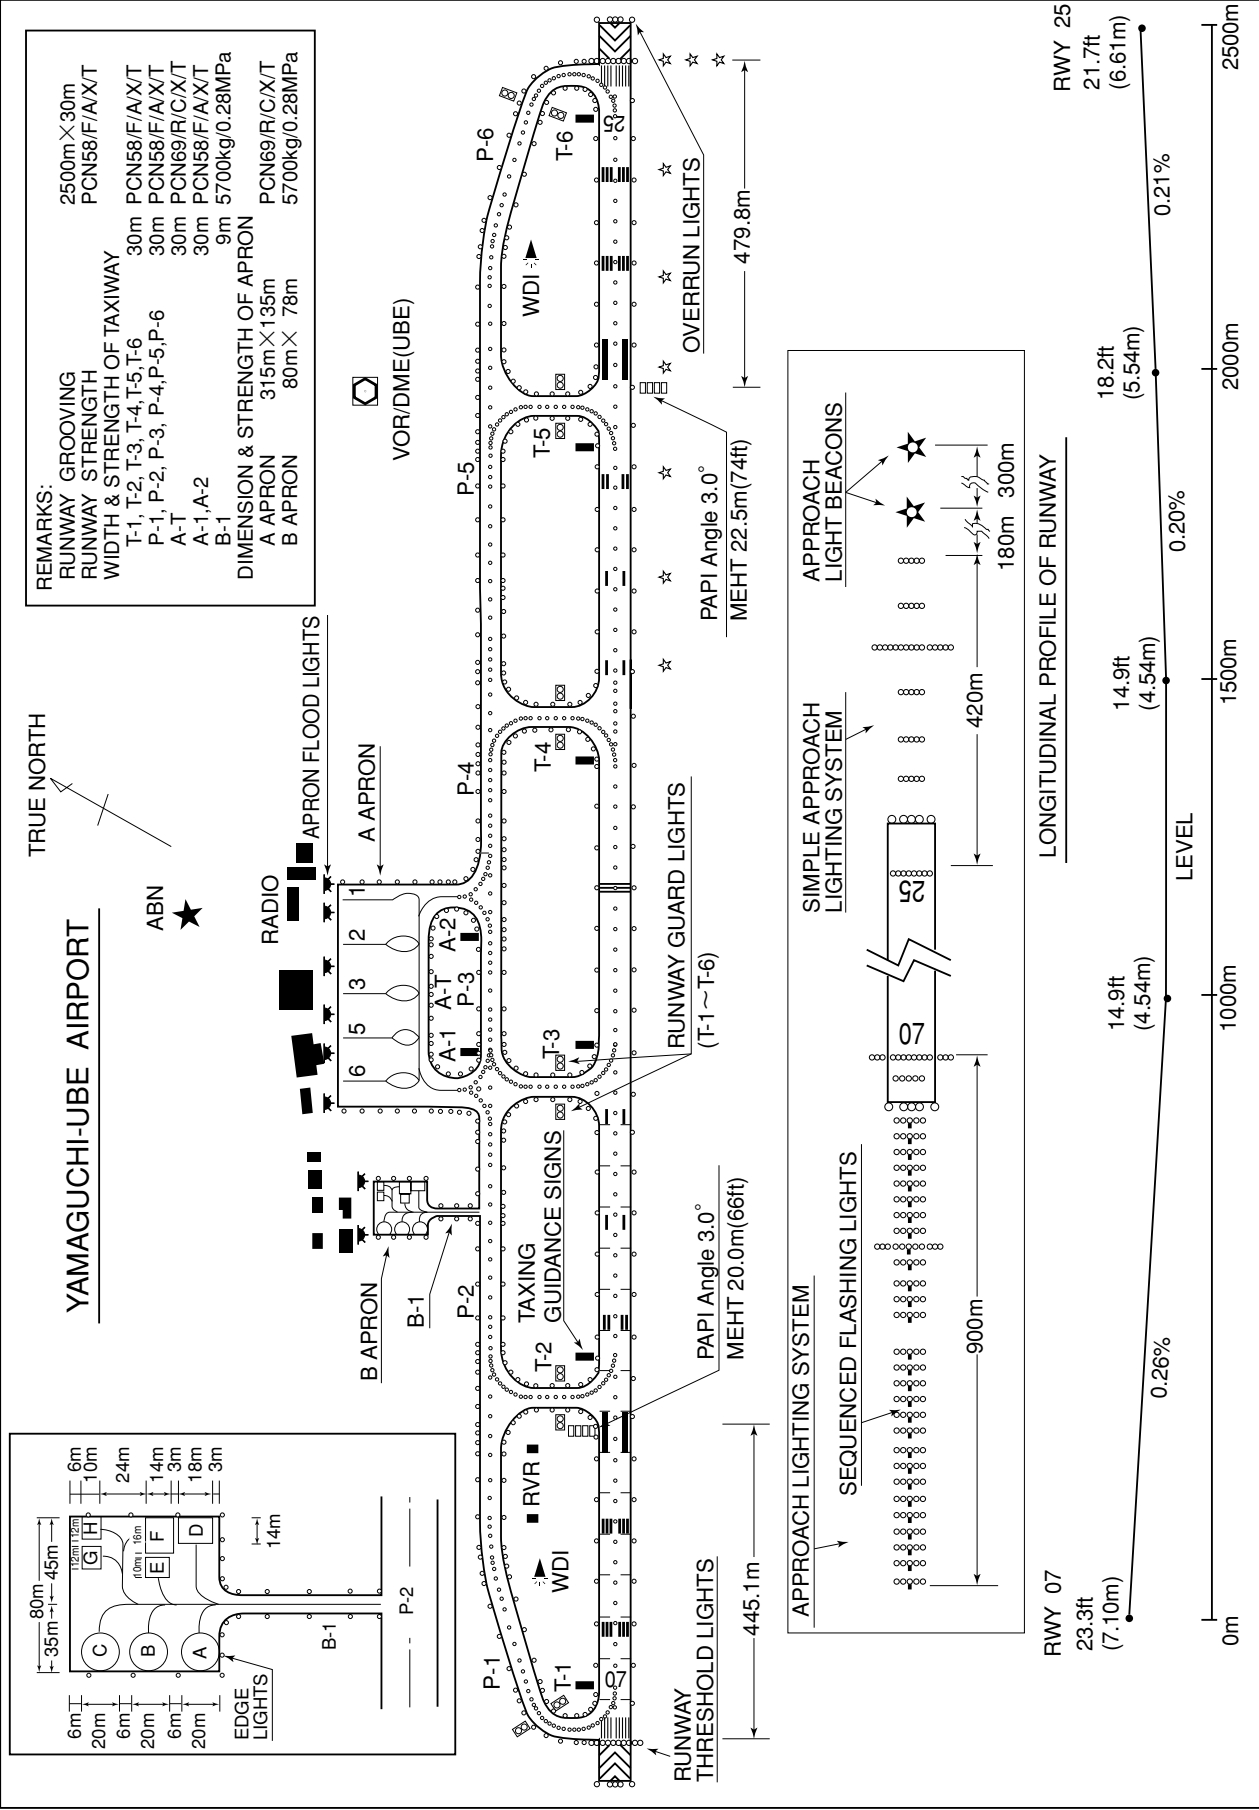 YAMAGUCHI-UBE AIRPORT
TRUE NORTH
ABN
REMARKS:
RUNWAY GROOVING 2500m×30m
RUNWAY STRENGTH PCN58/F/A/X/T
WIDTH & STRENGTH OF TAXIWAY
T-1, T-2, T-3, T-4,T-5,T-6 30m PCN58/F/A/X/T
P-1, P-2, P-3, P-4,P-5,P-6 30m PCN58/F/A/X/T
A-T 30m PCN69/R/C/X/T
A-1,A-2 30m PCN58/F/A/X/T
B-1 9m 5700kg/0.28MPa
DIMENSION & STRENGTH OF APRON
A APRON 315m×135m PCN69/R/C/X/T
B APRON 80m× 78m 5700kg/0.28MPa
80m
35m 45m
6m
20m
6m
20m
6m
20m
6m
10m
24m
14m
3m
18m
3m
12m 12m
10m 16m
C
B
A
G
H
E
F
D
14m
EDGE
LIGHTS
B-1
P-2
RADIO
APRON FLOOD LIGHTS
A APRON
6
5
3
2
1
A-1
A-T
A-2
P-3
B APRON
B-1
VOR/DME(UBE)
P-1
P-2
P-4
P-5
P-6
T-1
T-2
T-3
T-4
T-5
T-6
WDI
RVR
TAXING
GUIDANCE SIGNS
WDI
07
25
RUNWAY
THRESHOLD LIGHTS
445.1m
PAPI Angle 3.0°
MEHT 20.0m(66ft)
RUNWAY GUARD LIGHTS
(T-1～T-6)
PAPI Angle 3.0°
MEHT 22.5m(74ft)
OVERRUN LIGHTS
479.8m
APPROACH LIGHTING SYSTEM
SEQUENCED FLASHING LIGHTS
900m
07
25
SIMPLE APPROACH
LIGHTING SYSTEM
420m
APPROACH
LIGHT BEACONS
180m 300m
LONGITUDINAL PROFILE OF RUNWAY
RWY 07
23.3ft
(7.10m)
0.26%
14.9ft
(4.54m)
LEVEL
14.9ft
(4.54m)
0.20%
18.2ft
(5.54m)
0.21%
RWY 25
21.7ft
(6.61m)
0m
1000m
1500m
2000m
2500m